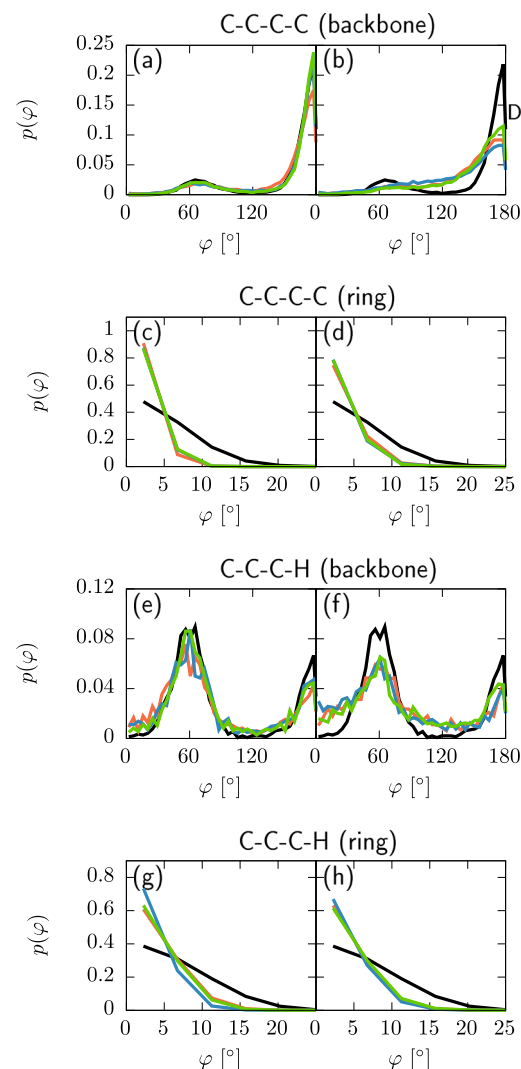 C-C-C-C (backbone)
(a) (b)
p(φ)
0.25
0.2
0.15
0.1
0.05
0
D
0 60 120 0 60 120 180
φ [°] φ [°]
C-C-C-C (ring)
(c) (d)
p(φ)
1
0.8
0.6
0.4
0.2
0
0 5 10 15 20 0 5 10 15 20 25
φ [°] φ [°]
C-C-C-H (backbone)
(e) (f)
p(φ)
0.12
0.08
0.04
0
0 60 120 0 60 120 180
φ [°] φ [°]
C-C-C-H (ring)
(g) (h)
p(φ)
0.8
0.6
0.4
0.2
0
0 5 10 15 20 0 5 10 15 20 25
φ [°] φ [°]